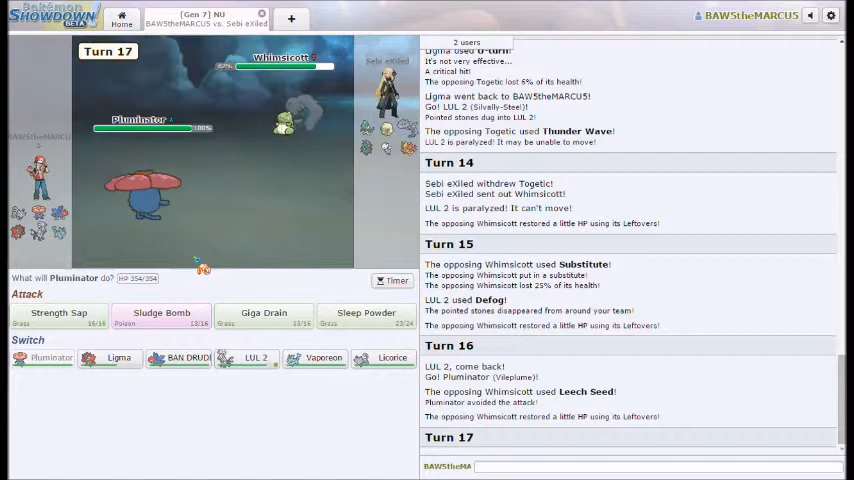 Pokémon
Showdown
BETA
Home
[Gen 7] NU
BAW5theMARCUS vs. Sebi eXiled
BAW5theMARCU5
Turn 17
Whimsicott
82%
Pluminator
100%
Sebi eXiled
BAW5theMARCU
5
What will Pluminator do? HP 354/354
Timer
Attack
Strength Sap
Grass 16/16
Sludge Bomb
Poison 13/16
Giga Drain
Grass 13/16
Sleep Powder
Grass 23/24
Switch
Pluminator
Ligma
BAN DRUDI
LUL 2
Vaporeon
Licorice
2 users
Ligma used U-turn!
It's not very effective...
A critical hit!
The opposing Togetic lost 6% of its health!
Ligma went back to BAW5theMARCU5!
Go! LUL 2 (Silvally-Steel)!
Pointed stones dug into LUL 2!
The opposing Togetic used Thunder Wave!
LUL 2 is paralyzed! It may be unable to move!
Turn 14
Sebi eXiled withdrew Togetic!
Sebi eXiled sent out Whimsicott!
LUL 2 is paralyzed! It can't move!
The opposing Whimsicott restored a little HP using its Leftovers!
Turn 15
The opposing Whimsicott used Substitute!
The opposing Whimsicott put in a substitute!
The opposing Whimsicott lost 25% of its health!
LUL 2 used Defog!
The pointed stones disappeared from around your team!
The opposing Whimsicott restored a little HP using its Leftovers!
Turn 16
LUL 2, come back!
Go! Pluminator (Vileplume)!
The opposing Whimsicott used Leech Seed!
Pluminator avoided the attack!
The opposing Whimsicott restored a little HP using its Leftovers!
Turn 17
BAW5theMA